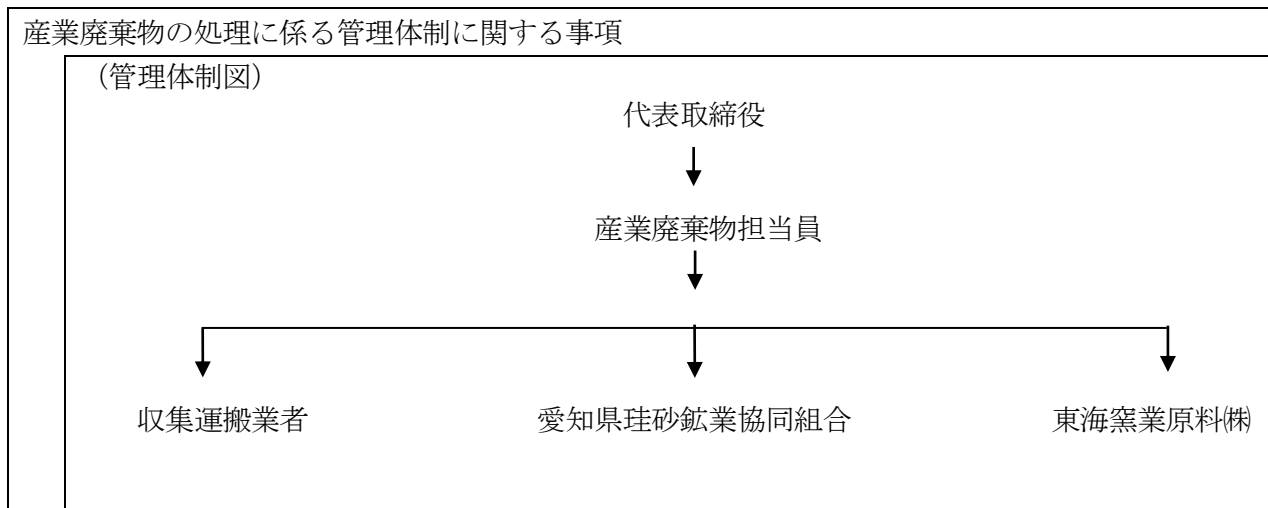 産業廃棄物の処理に係る管理体制に関する事項
（管理体制図）
代表取締役
産業廃棄物担当員
収集運搬業者 愛知県珪砂鉱業協同組合 東海窯業原料㈱